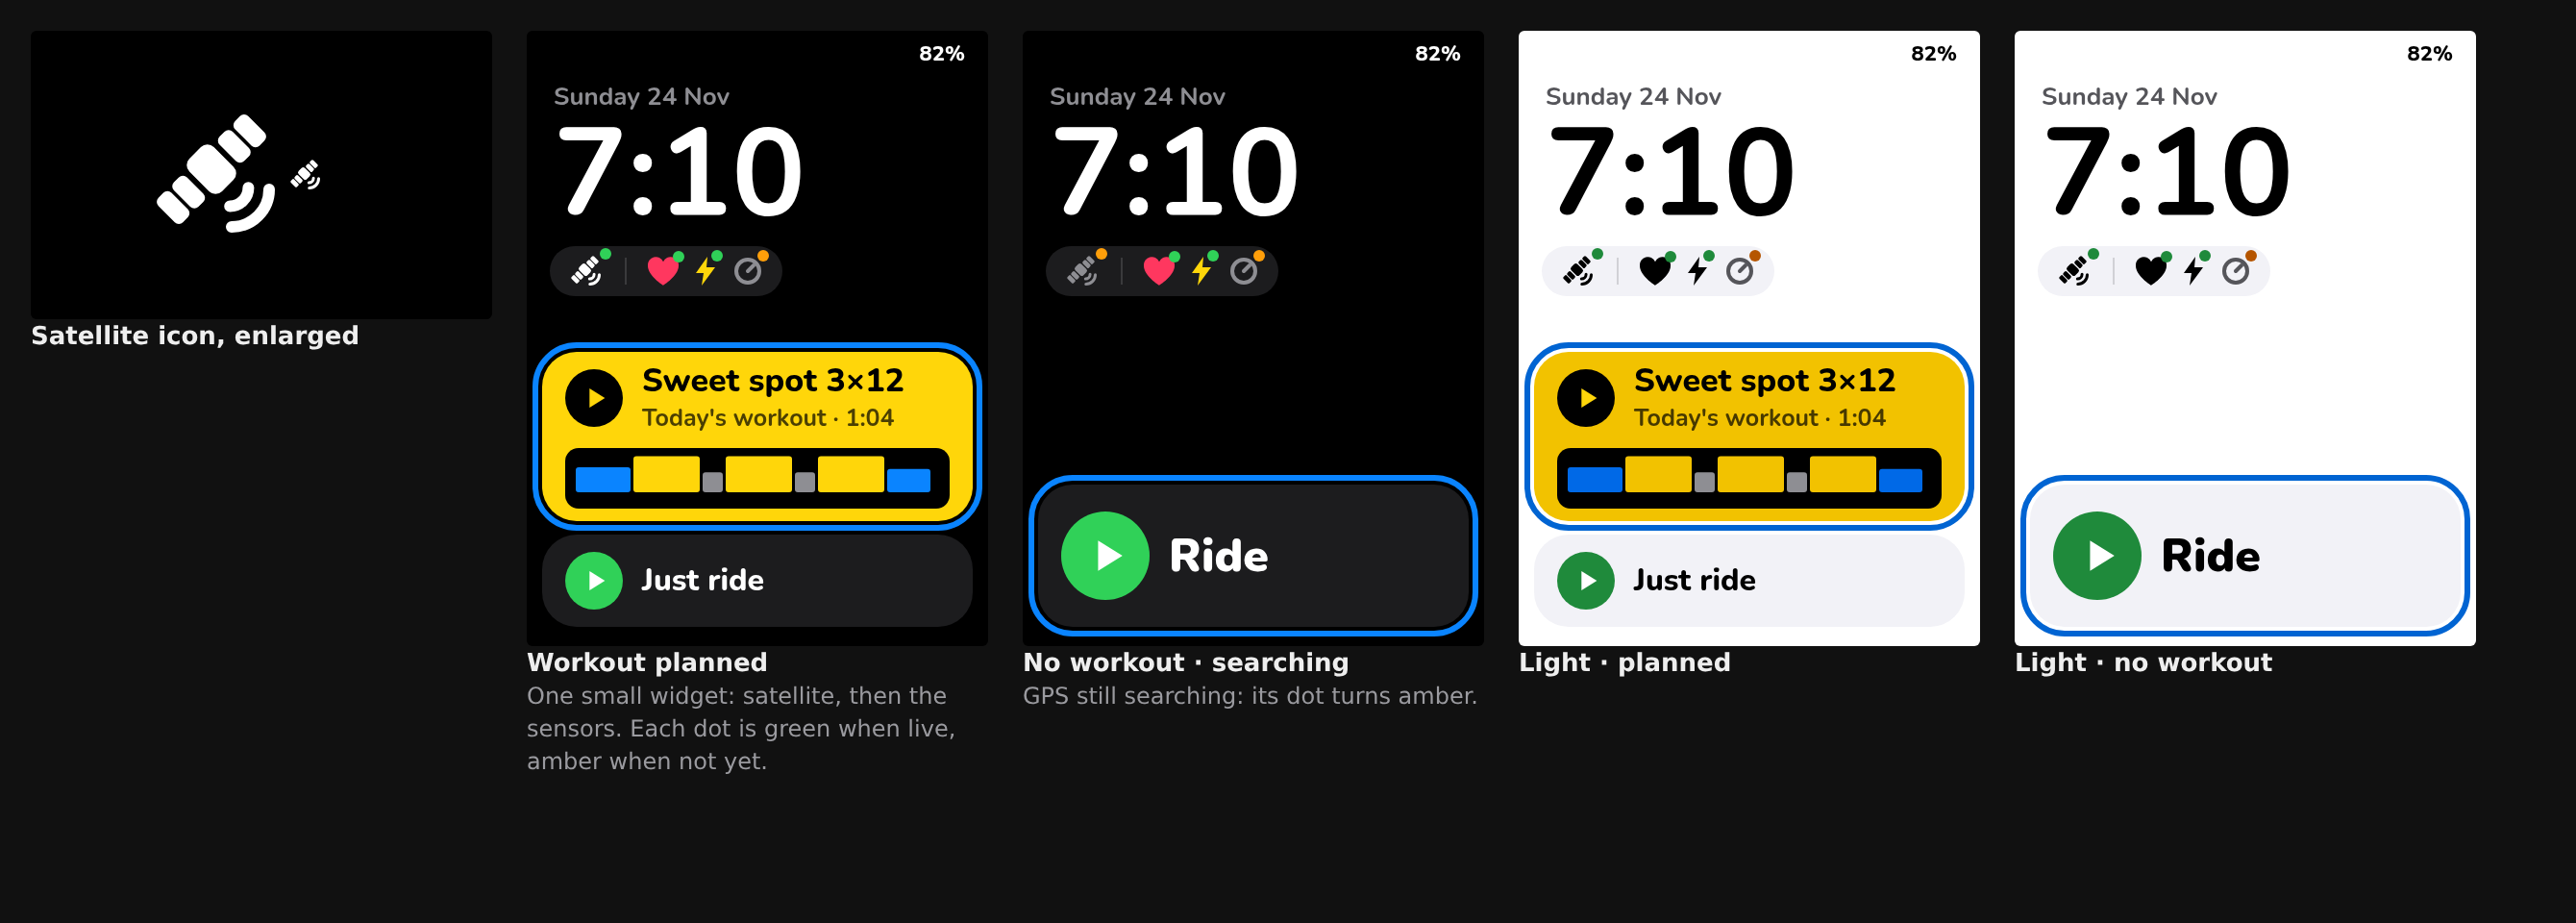 Satellite icon, enlarged
82%
Sunday 24 Nov
7:10
Sweet spot 3×12
Today's workout · 1:04
Just ride
Workout planned
One small widget: satellite, then the
sensors. Each dot is green when live,
amber when not yet.
82%
Sunday 24 Nov
7:10
Ride
No workout · searching
GPS still searching: its dot turns amber.
82%
Sunday 24 Nov
7:10
Sweet spot 3×12
Today's workout · 1:04
Just ride
Light · planned
82%
Sunday 24 Nov
7:10
Ride
Light · no workout